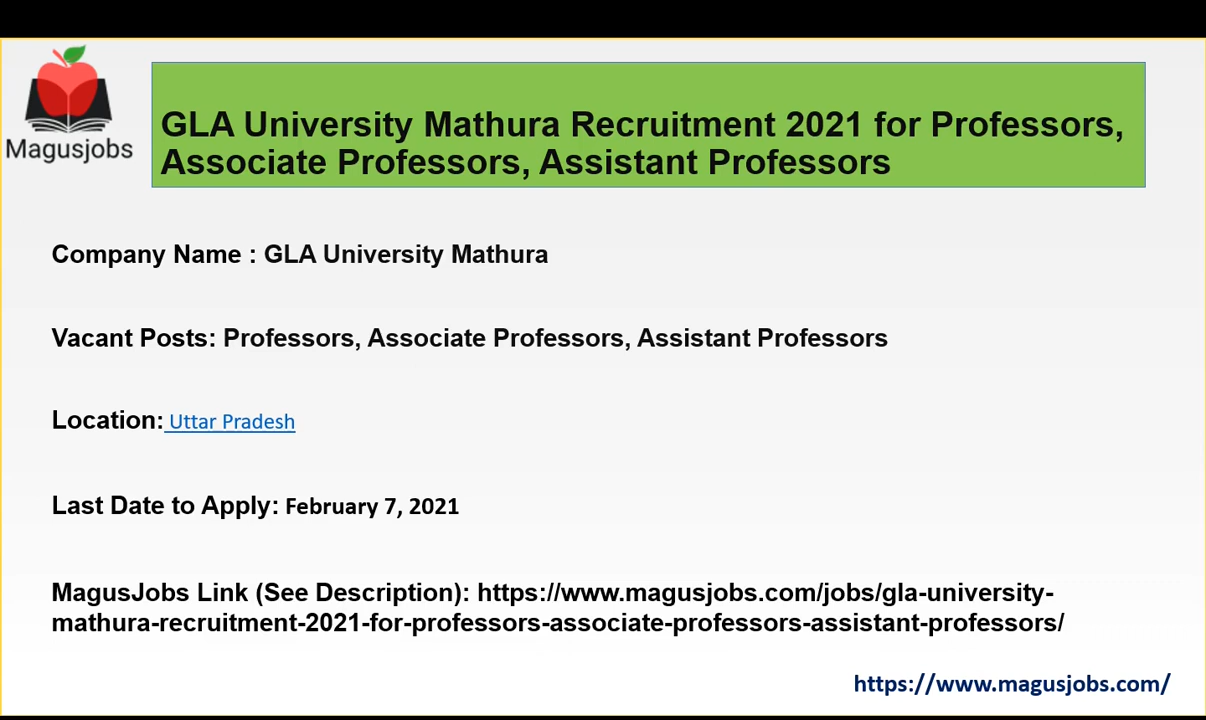 Magusjobs
GLA University Mathura Recruitment 2021 for Professors,
Associate Professors, Assistant Professors
Company Name : GLA University Mathura
Vacant Posts: Professors, Associate Professors, Assistant Professors
Location: Uttar Pradesh
Last Date to Apply: February 7, 2021
MagusJobs Link (See Description): https://www.magusjobs.com/jobs/gla-university-
mathura-recruitment-2021-for-professors-associate-professors-assistant-professors/
https://www.magusjobs.com/